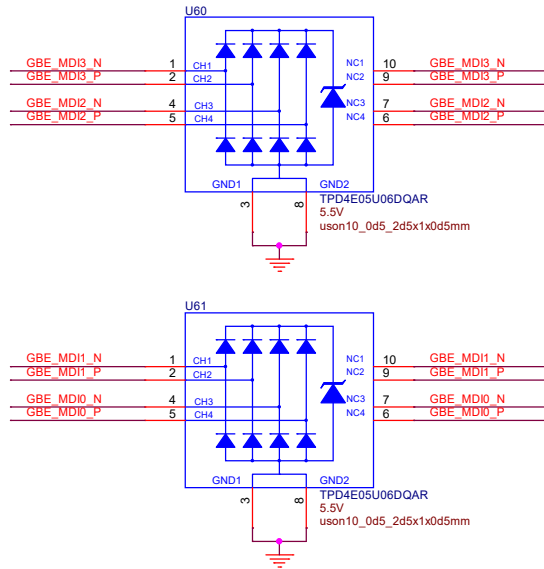 U60
GBE_MDI3_N 1 CH1 NC1 10 GBE_MDI3_N
GBE_MDI3_P 2 CH2 NC2 9 GBE_MDI3_P
GBE_MDI2_N 4 CH3 NC3 7 GBE_MDI2_N
GBE_MDI2_P 5 CH4 NC4 6 GBE_MDI2_P
GND1 GND2
3 8
TPD4E05U06DQAR
5.5V
uson10_0d5_2d5x1x0d5mm
U61
GBE_MDI1_N 1 CH1 NC1 10 GBE_MDI1_N
GBE_MDI1_P 2 CH2 NC2 9 GBE_MDI1_P
GBE_MDI0_N 4 CH3 NC3 7 GBE_MDI0_N
GBE_MDI0_P 5 CH4 NC4 6 GBE_MDI0_P
GND1 GND2
3 8
TPD4E05U06DQAR
5.5V
uson10_0d5_2d5x1x0d5mm